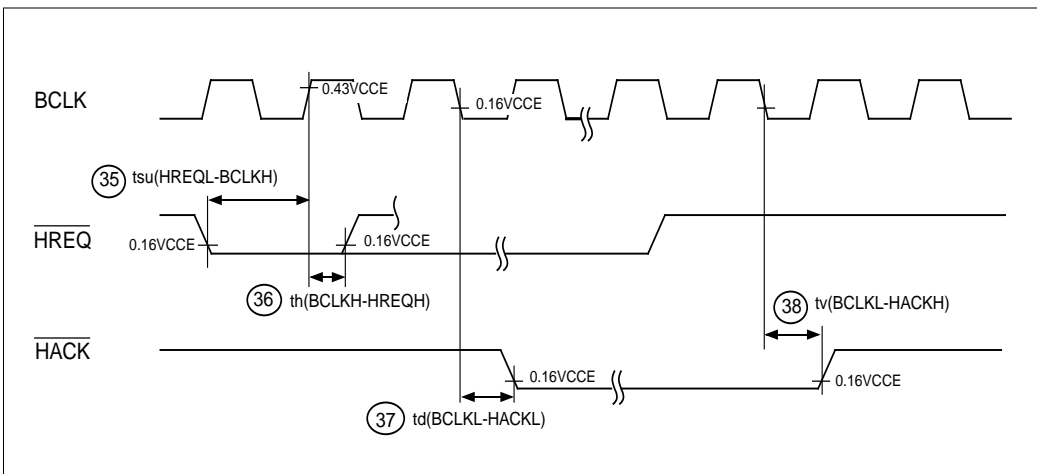 BCLK
0.43VCCE
0.16VCCE
35 tsu(HREQL-BCLKH)
HREQ
0.16VCCE
0.16VCCE
36 th(BCLKH-HREQH)
38 tv(BCLKL-HACKH)
HACK
0.16VCCE
0.16VCCE
37 td(BCLKL-HACKL)